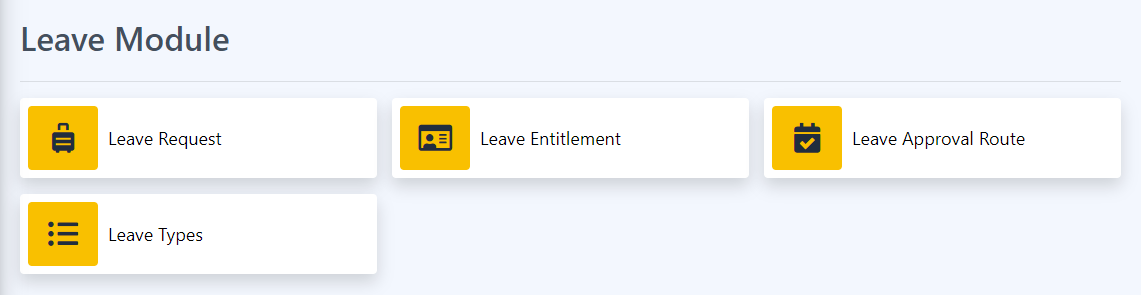 Leave Module
Leave Request
Leave Entitlement
Leave Approval Route
Leave Types